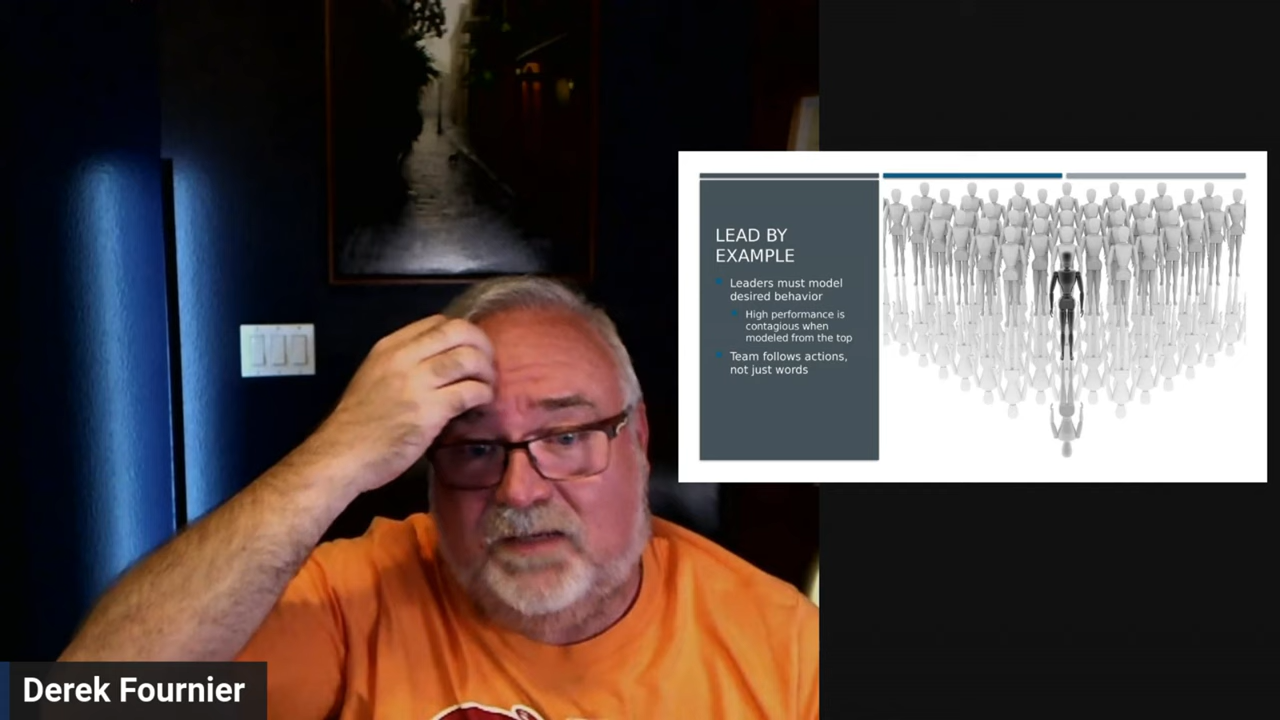 LEAD BY
EXAMPLE
Leaders must model
desired behavior
High performance is
contagious when
modeled from the top
Team follows actions,
not just words
Derek Fournier